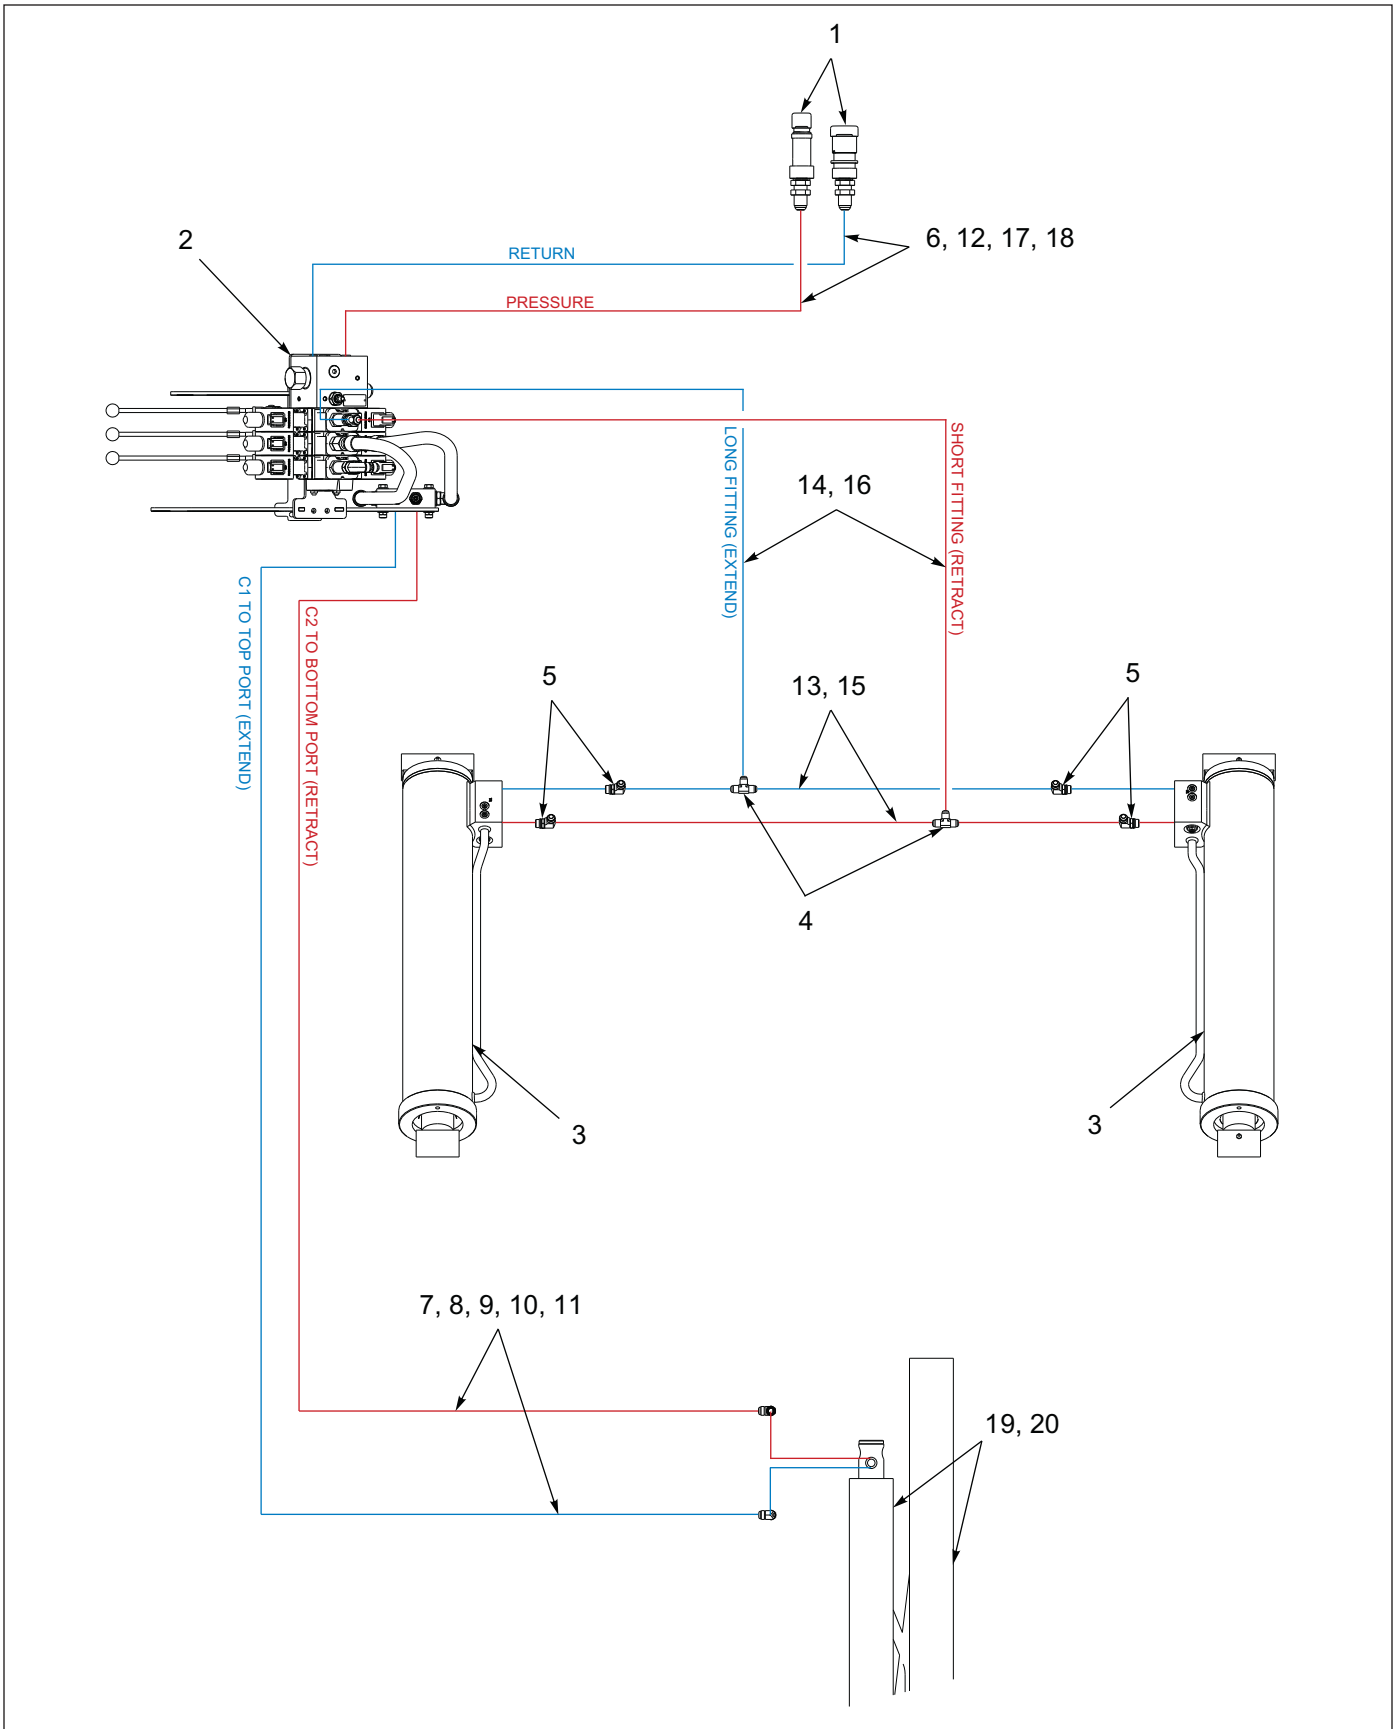 1
2
6, 12, 17, 18
RETURN
PRESSURE
LONG FITTING (EXTEND)
SHORT FITTING (RETRACT)
14, 16
C1 TO TOP PORT (EXTEND)
C2 TO BOTTOM PORT (RETRACT)
5
13, 15
5
4
3
3
7, 8, 9, 10, 11
19, 20